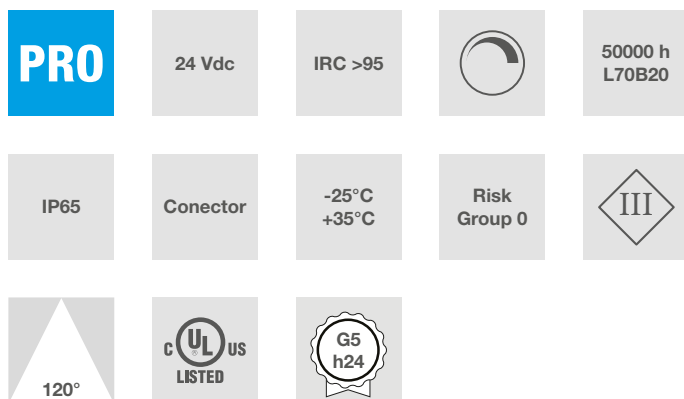 PRO
24 Vdc
IRC >95
50000 h
L70B20
IP65
Conector
-25°C
+35°C
Risk
Group 0
III
120°
C UL US
®
LISTED
G5
h24